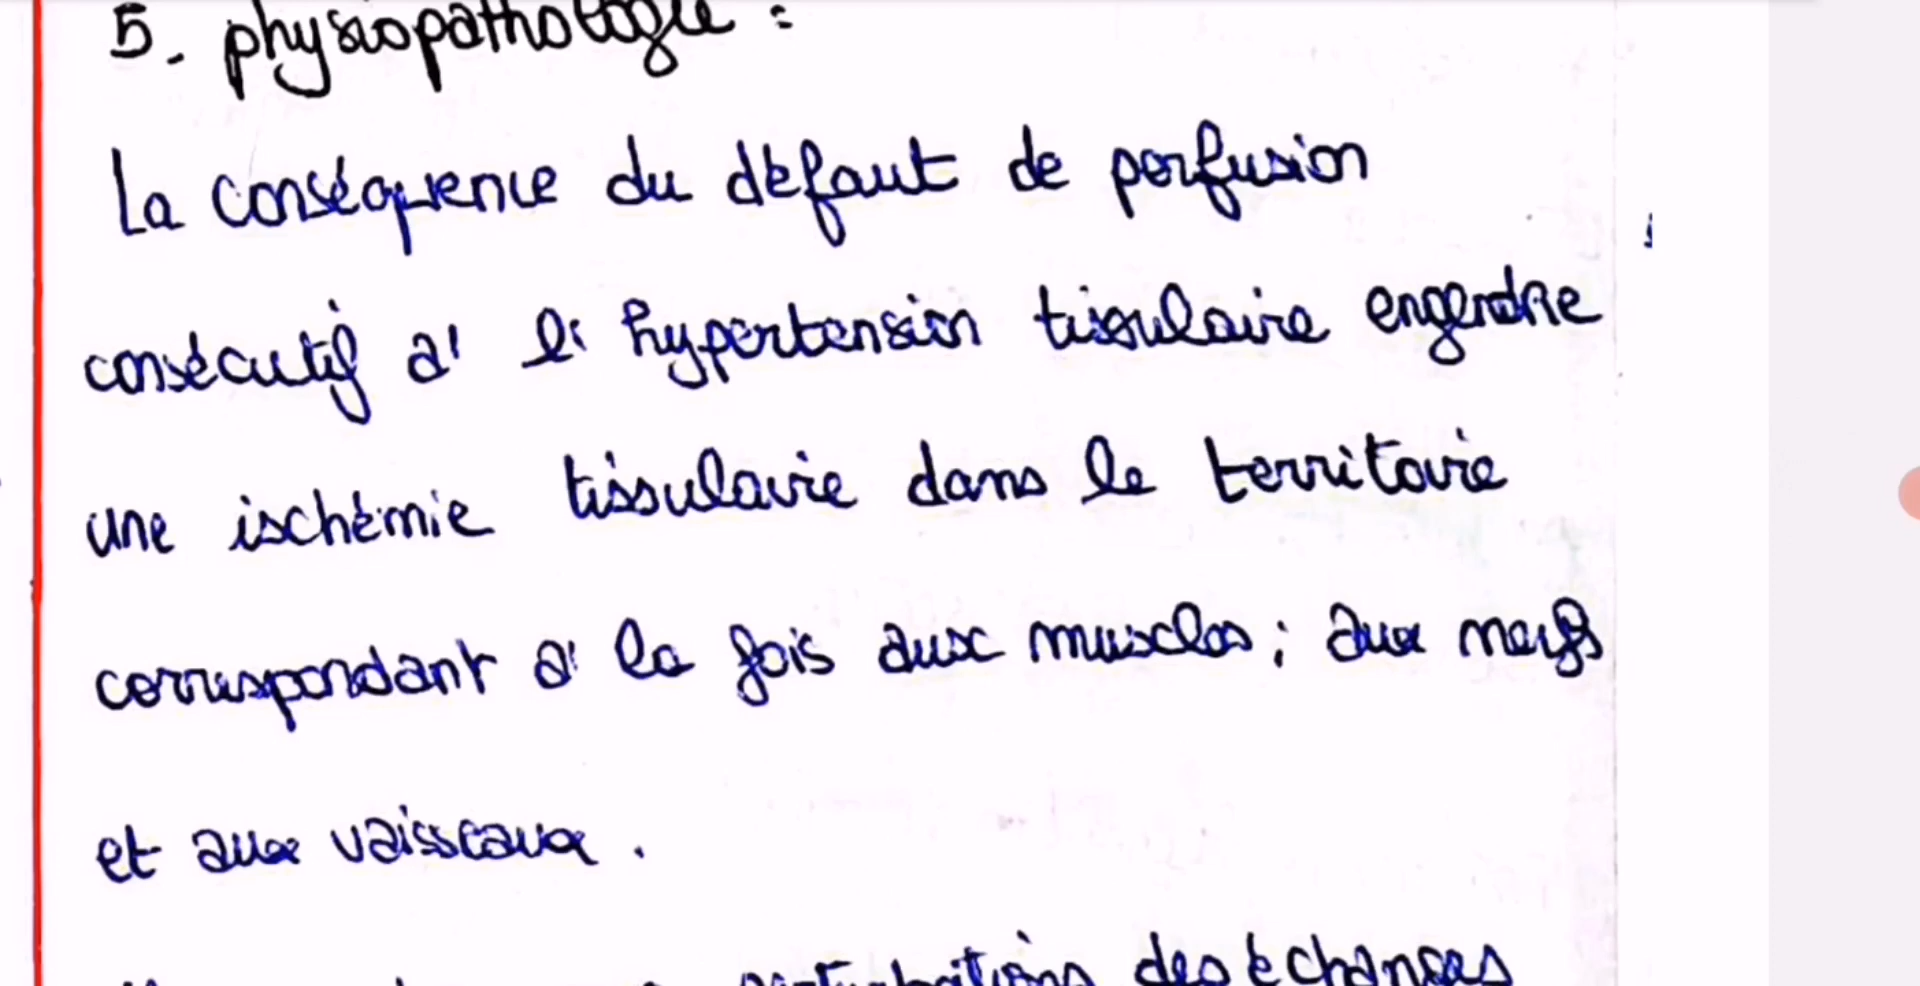 5. physiopathologie :
La conséquence du défaut de perfusion
consécutif à l' hypertension tissulaire engendre
une ischémie tissulaire dans le territoire
correspondant à la fois aux muscles ; aux nerfs
et aux vaisseaux .
perturbations des échanges